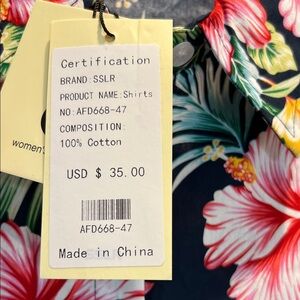 Certification
BRAND:SSLR
PRODUCT NAME:Shirts
NO:AFD668-47
COMPOSITION:
100% Cotton
USD $ 35.00
AFD668-47
Made in China
women's